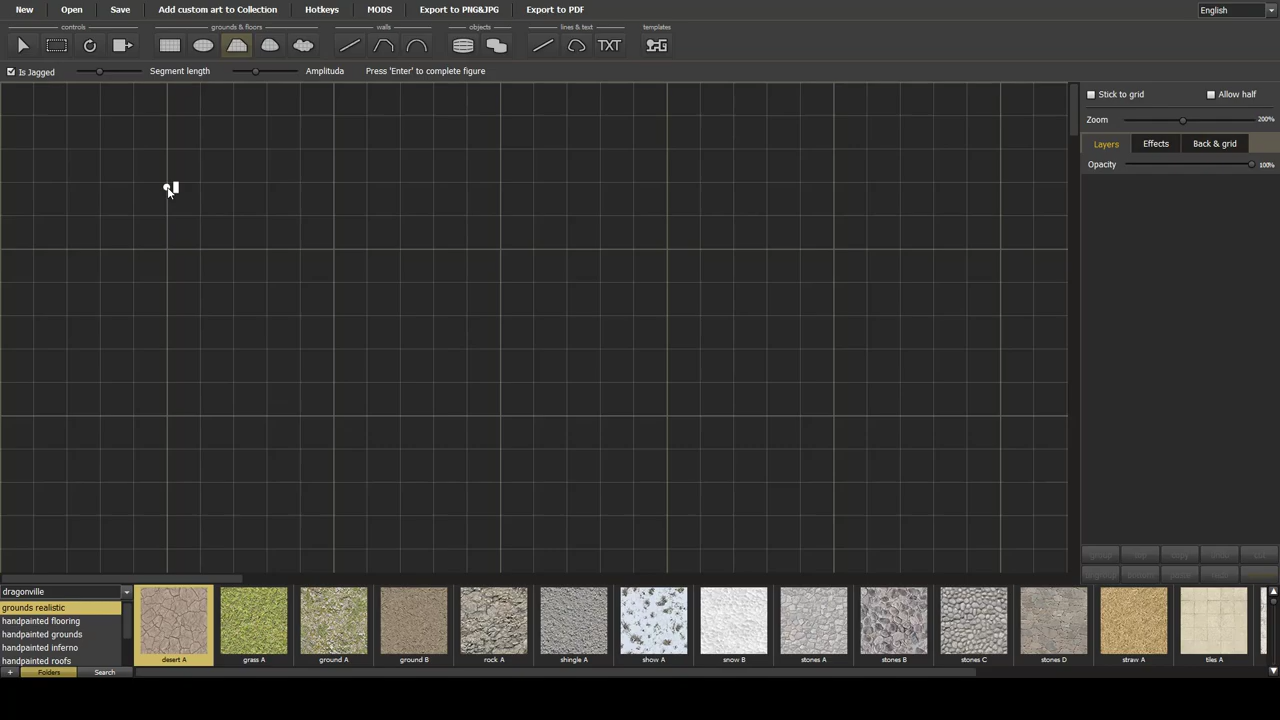 New Open Save Add custom art to Collection Hotkeys MODS Export to PNG&JPG Export to PDF English
controls grounds & floors walls objects lines & text templates
TXT
Is Jagged Segment length Amplituda Press 'Enter' to complete figure
Stick to grid Allow half
Zoom 200%
Layers Effects Back & grid
Opacity 100%
dragonville
grounds realistic
handpainted flooring
handpainted grounds
handpainted inferno
handpainted roofs
desert A grass A ground A ground B rock A shingle A show A snow B stones A stones B stones C stones D straw A tiles A
+ Folders Search